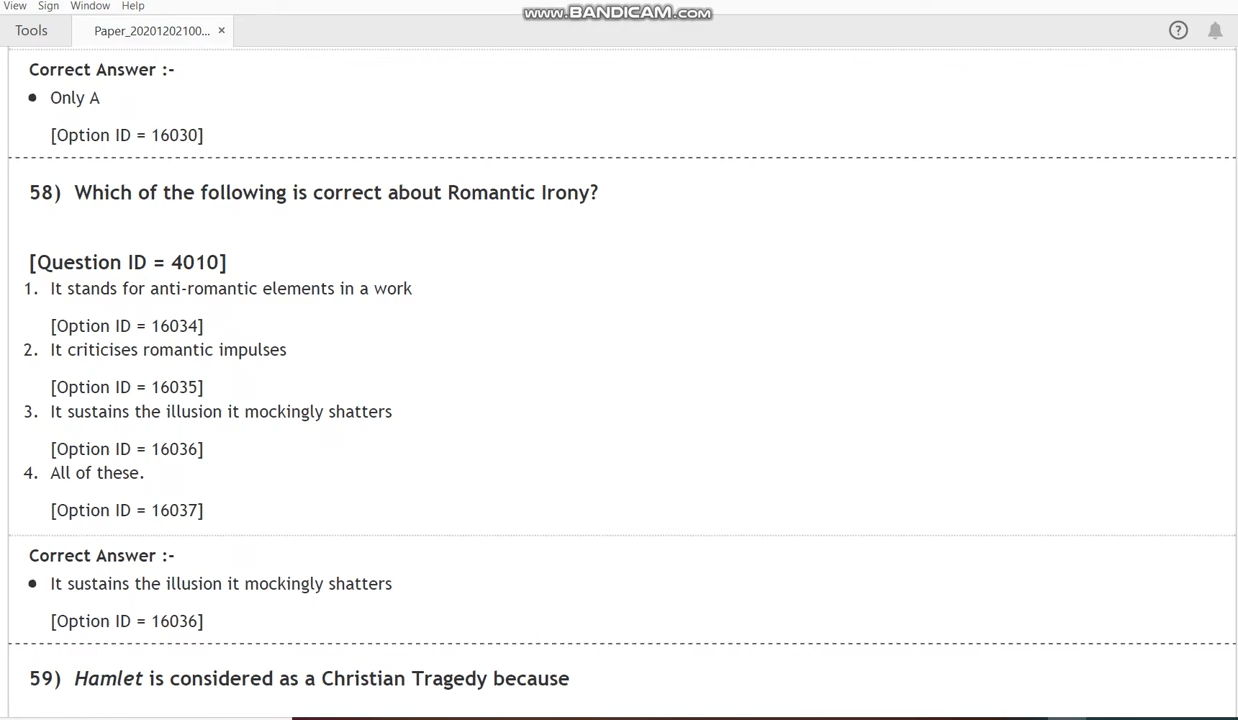 View Sign Window Help
www.BANDICAM.com
Tools Paper_20201202100... ×
Correct Answer :-
• Only A
[Option ID = 16030]
58) Which of the following is correct about Romantic Irony?
[Question ID = 4010]
1. It stands for anti-romantic elements in a work
[Option ID = 16034]
2. It criticises romantic impulses
[Option ID = 16035]
3. It sustains the illusion it mockingly shatters
[Option ID = 16036]
4. All of these.
[Option ID = 16037]
Correct Answer :-
• It sustains the illusion it mockingly shatters
[Option ID = 16036]
59) Hamlet is considered as a Christian Tragedy because